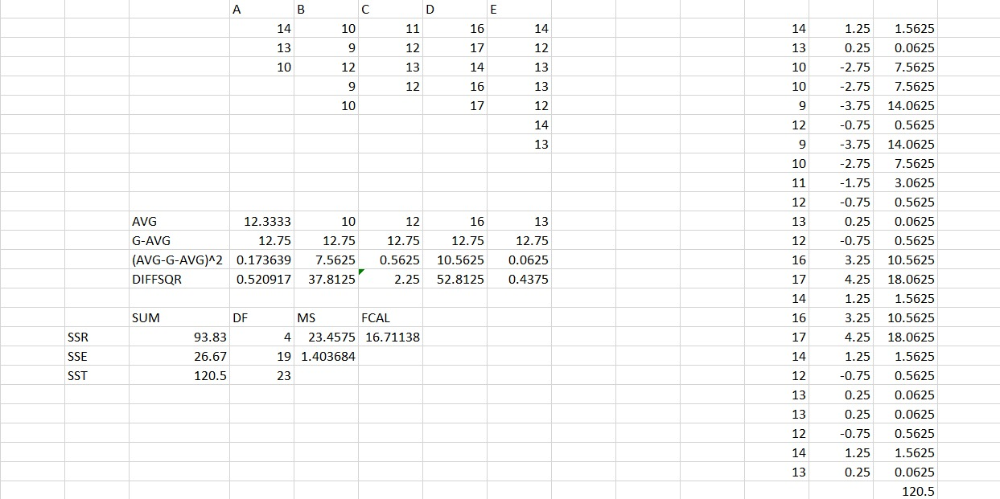 A B C D E
14 10 11 16 14 14 1.25 1.5625
13 9 12 17 12 13 0.25 0.0625
10 12 13 14 13 10 -2.75 7.5625
9 12 16 13 10 -2.75 7.5625
10 17 12 9 -3.75 14.0625
14 12 -0.75 0.5625
13 9 -3.75 14.0625
10 -2.75 7.5625
11 -1.75 3.0625
12 -0.75 0.5625
AVG 12.3333 10 12 16 13 13 0.25 0.0625
G-AVG 12.75 12.75 12.75 12.75 12.75 12 -0.75 0.5625
(AVG-G-AVG)^2 0.173639 7.5625 0.5625 10.5625 0.0625 16 3.25 10.5625
DIFFSQR 0.520917 37.8125 2.25 52.8125 0.4375 17 4.25 18.0625
14 1.25 1.5625
SUM DF MS FCAL 16 3.25 10.5625
SSR 93.83 4 23.4575 16.71138 17 4.25 18.0625
SSE 26.67 19 1.403684 14 1.25 1.5625
SST 120.5 23 12 -0.75 0.5625
13 0.25 0.0625
13 0.25 0.0625
12 -0.75 0.5625
14 1.25 1.5625
13 0.25 0.0625
120.5